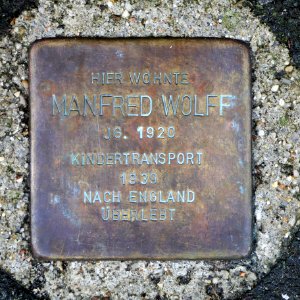 HIER WOHNTE
MANFRED WOLFF
JG. 1920
KINDERTRANSPORT
1939
NACH ENGLAND
ÜBERLEBT